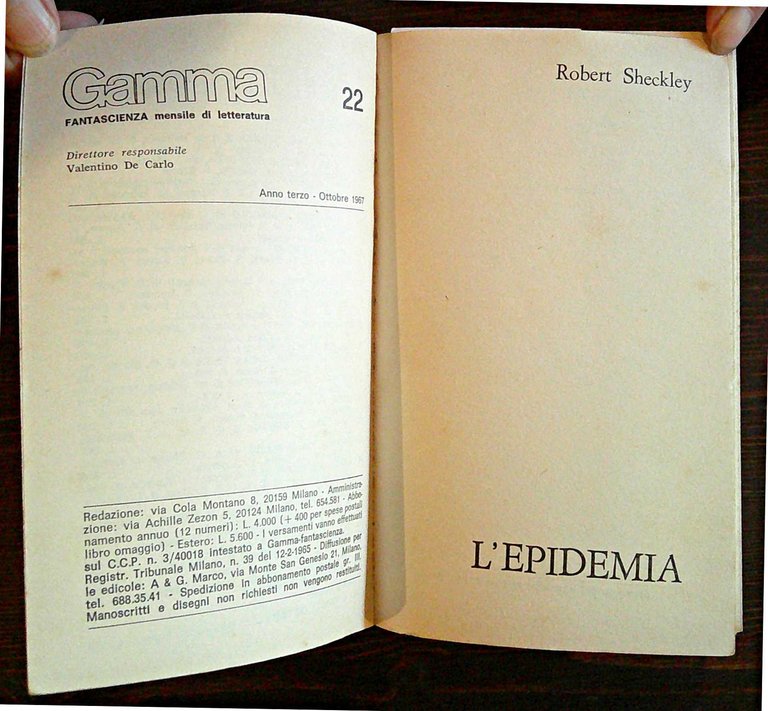 Gamma
22
FANTASCIENZA mensile di letteratura
Direttore responsabile
Valentino De Carlo
Anno terzo - Ottobre 1967
Redazione: via Cola Montano 8, 20159 Milano - Amministra-
zione: via Achille Zezon 5, 20124 Milano, tel. 654.581 - Abbo-
namento annuo (12 numeri): L. 4.000 (+ 400 per spese postali
libro omaggio) - Estero: L. 5.600 - I versamenti vanno effettuati
sul C.C.P. n. 3/40018 intestato a Gamma-fantascienza.
Registr. Tribunale Milano, n. 39 del 12-2-1965 - Diffusione per
le edicole: A & G. Marco, via Monte San Genesio 21, Milano,
tel. 688.35.41 - Spedizione in abbonamento postale gr. III.
Manoscritti e disegni non richiesti non vengono restituiti.
Robert Sheckley
L'EPIDEMIA